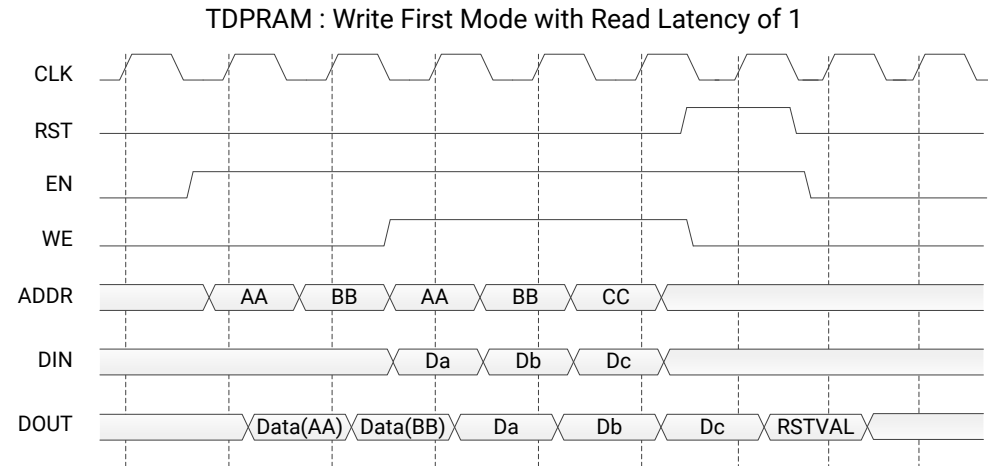 TDPRAM : Write First Mode with Read Latency of 1
CLK
RST
EN
WE
ADDR AA BB AA BB CC
DIN Da Db Dc
DOUT Data(AA) Data(BB) Da Db Dc RSTVAL